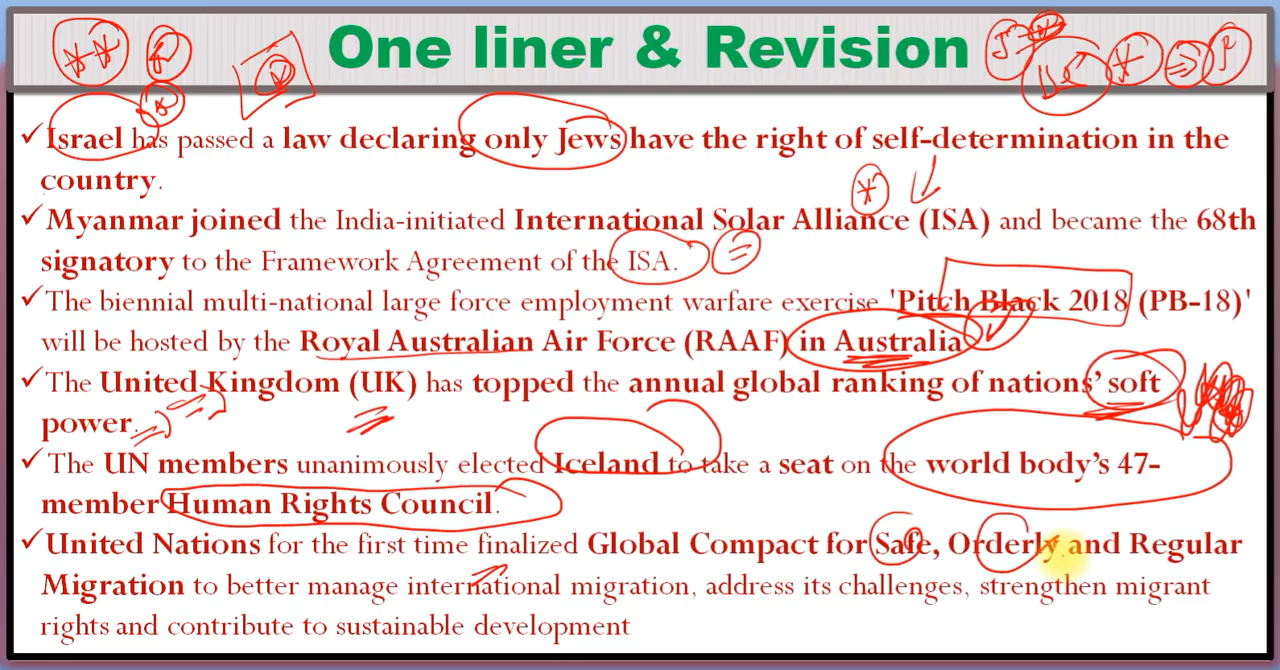 One liner & Revision
✓Israel has passed a law declaring only Jews have the right of self-determination in the
country.
✓Myanmar joined the India-initiated International Solar Alliance (ISA) and became the 68th
signatory to the Framework Agreement of the ISA.
✓The biennial multi-national large force employment warfare exercise 'Pitch Black 2018 (PB-18)'
will be hosted by the Royal Australian Air Force (RAAF) in Australia
✓The United Kingdom (UK) has topped the annual global ranking of nations’ soft
power.
✓The UN members unanimously elected Iceland to take a seat on the world body’s 47-
member Human Rights Council.
✓United Nations for the first time finalized Global Compact for Safe, Orderly and Regular
Migration to better manage international migration, address its challenges, strengthen migrant
rights and contribute to sustainable development